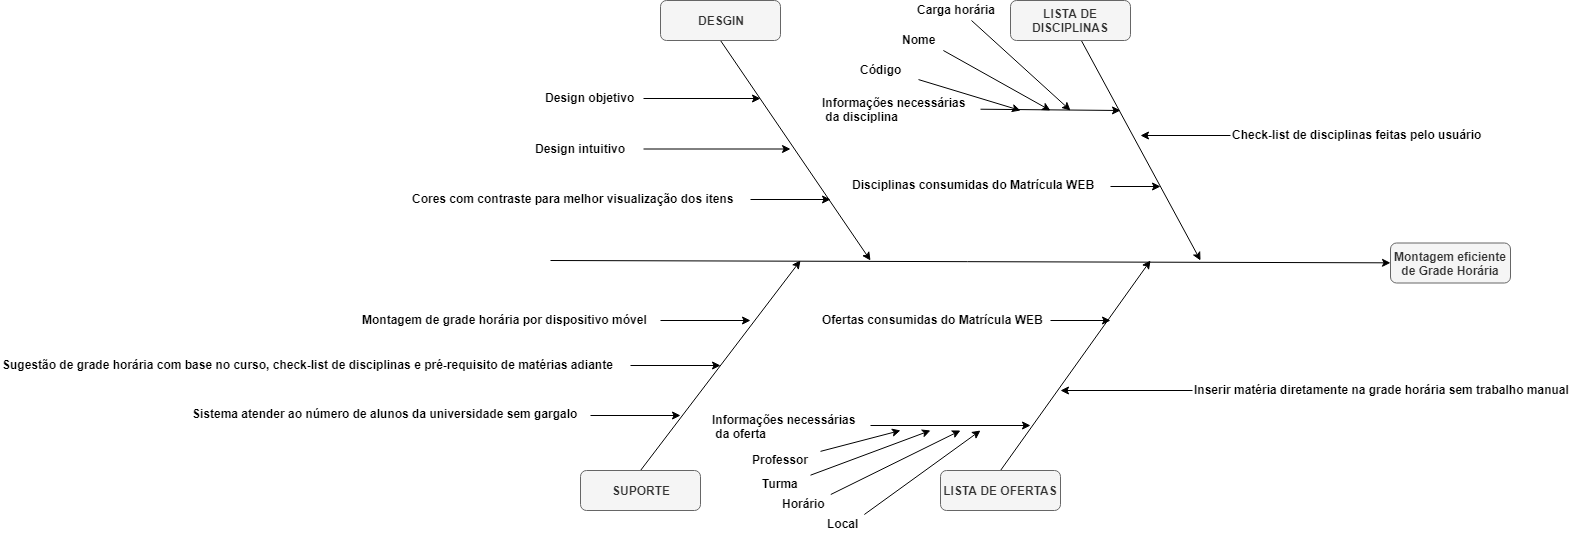 DESGIN
Carga horária
LISTA DE
DISCIPLINAS
Nome
Código
Design objetivo
Informações necessárias
da disciplina
Check-list de disciplinas feitas pelo usuário
Design intuitivo
Disciplinas consumidas do Matrícula WEB
Cores com contraste para melhor visualização dos itens
Montagem eficiente
de Grade Horária
Montagem de grade horária por dispositivo móvel
Ofertas consumidas do Matrícula WEB
Sugestão de grade horária com base no curso, check-list de disciplinas e pré-requisito de matérias adiante
Inserir matéria diretamente na grade horária sem trabalho manual
Sistema atender ao número de alunos da universidade sem gargalo
Informações necessárias
da oferta
Professor
Turma
Horário
Local
SUPORTE
LISTA DE OFERTAS